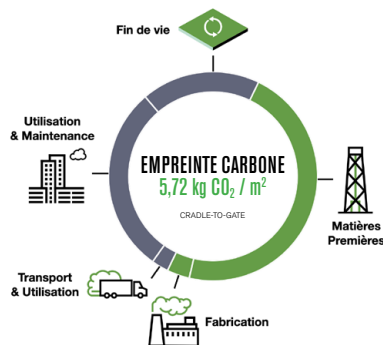 Fin de vie
Utilisation
& Maintenance
EMPREINTE CARBONE
5,72 kg CO₂ / m²
CRADLE-TO-GATE
Matières
Premières
Transport
& Utilisation
Fabrication